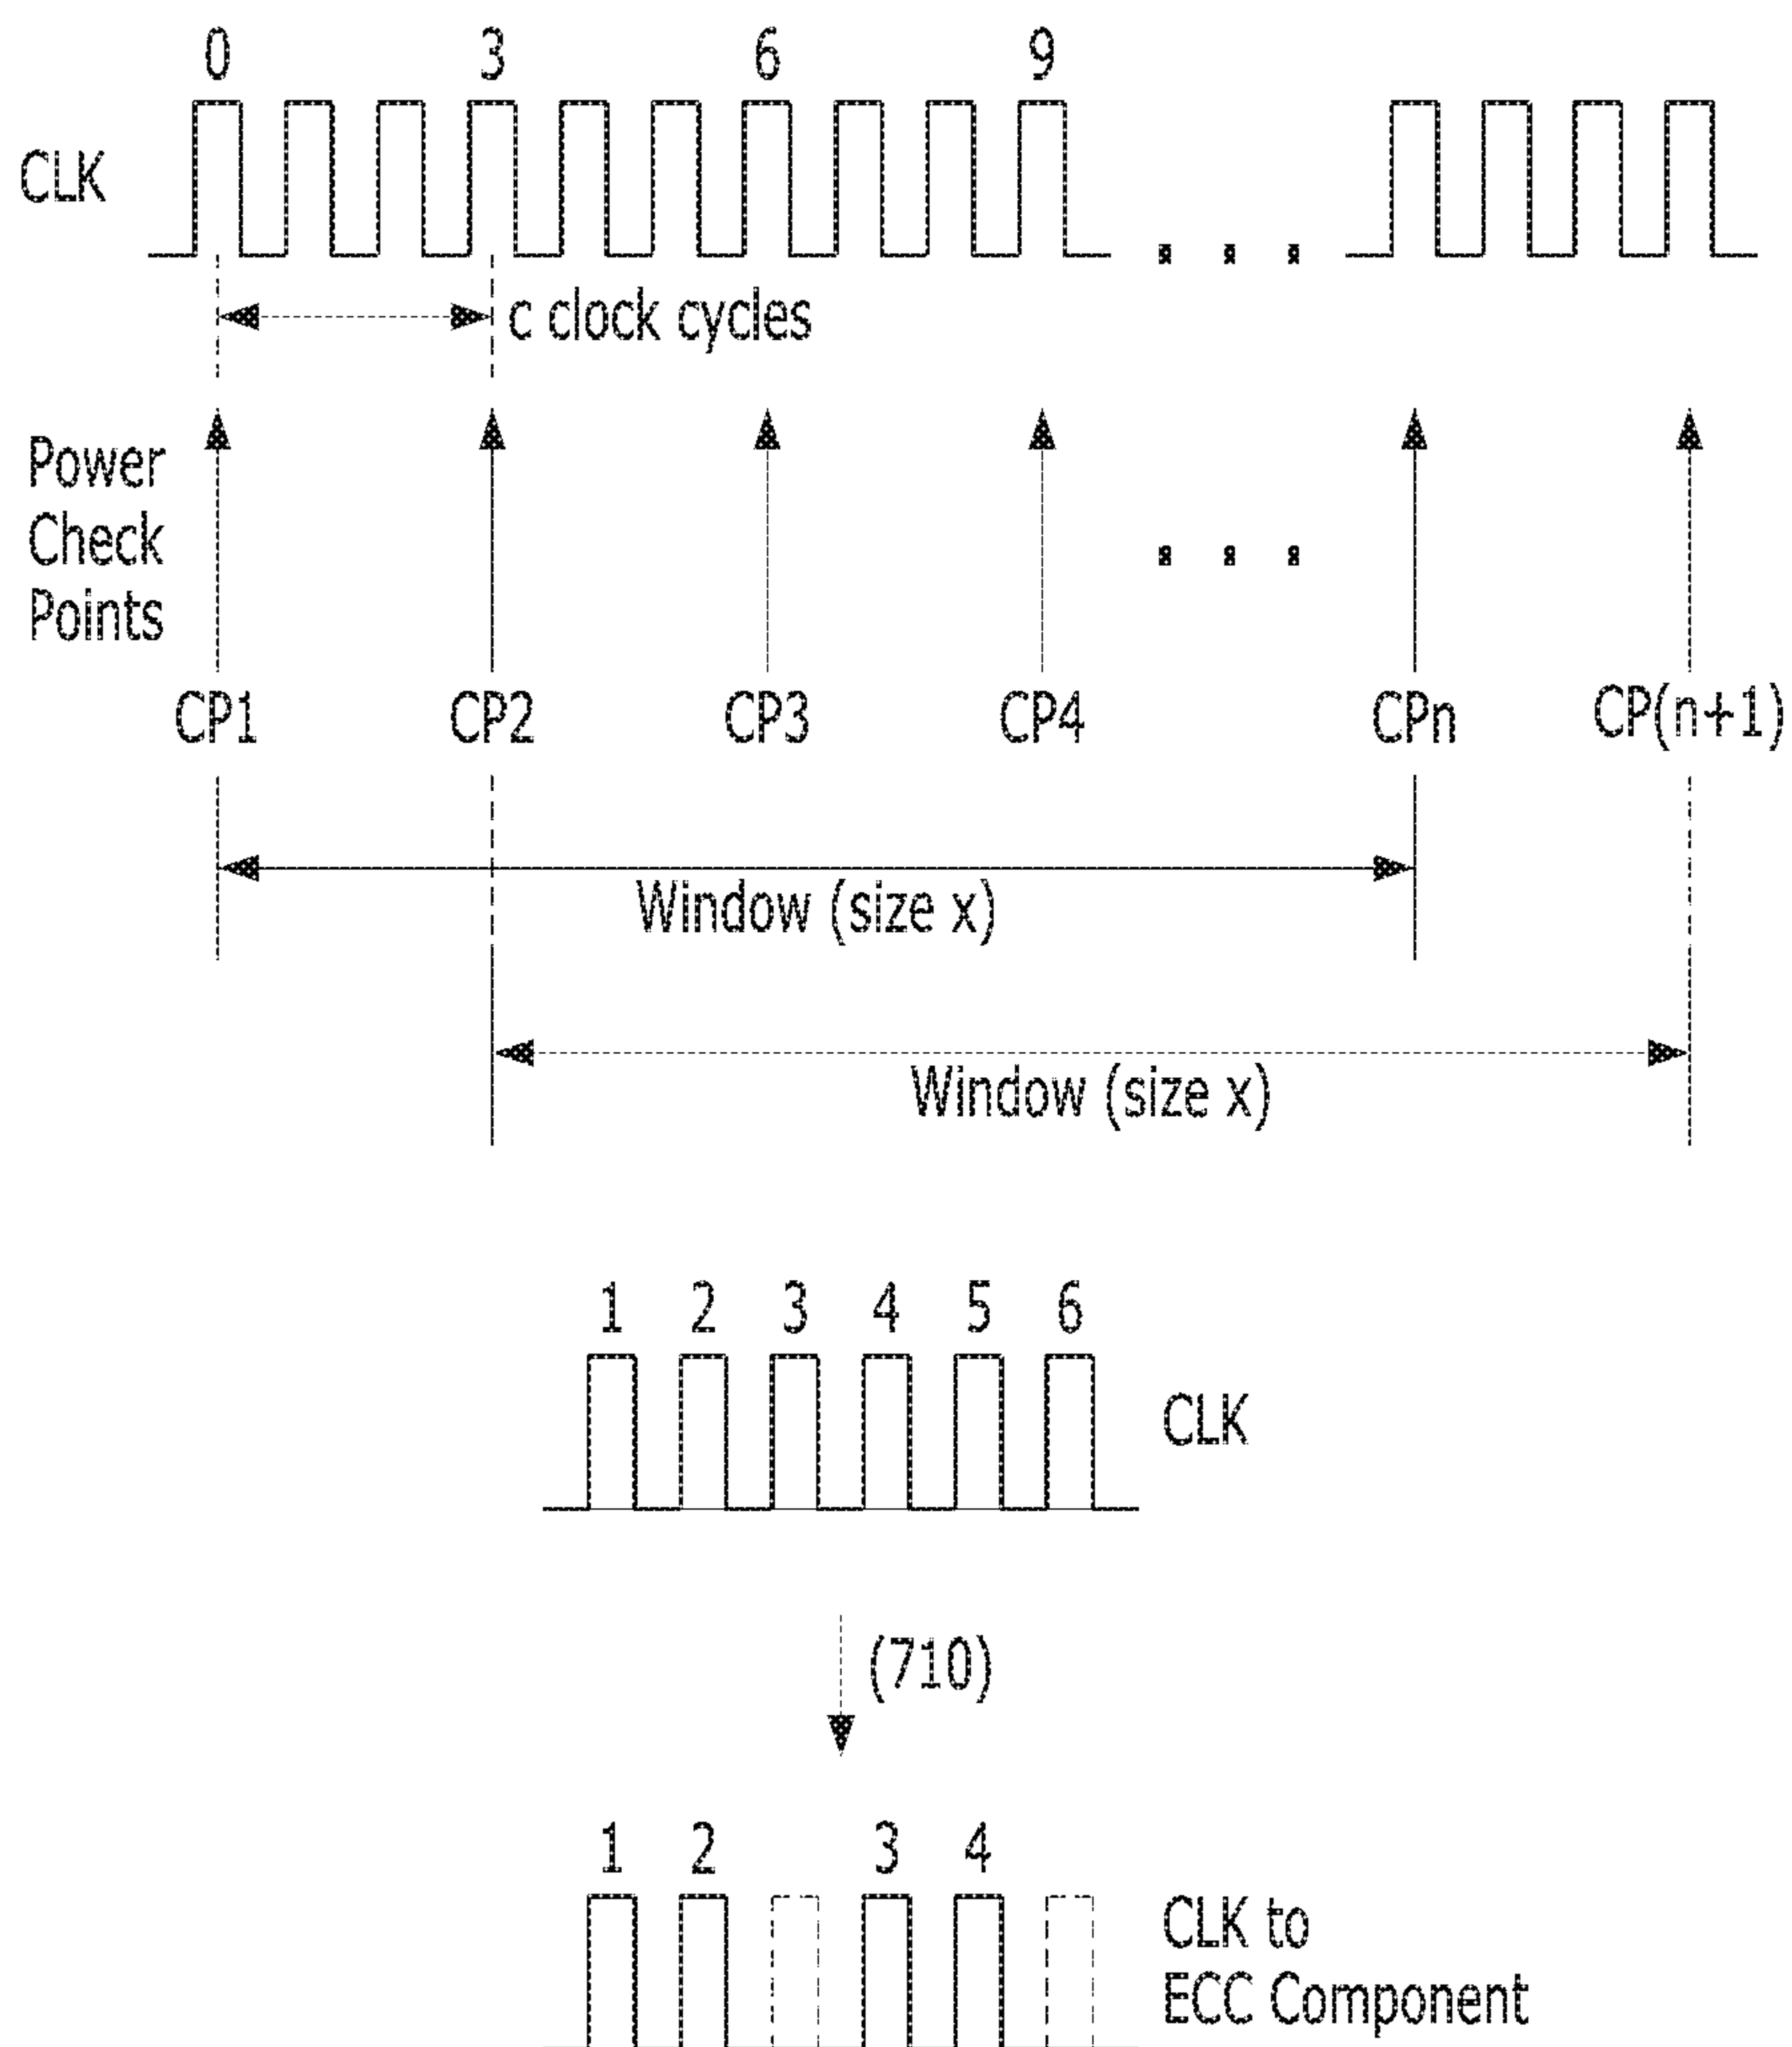 0 3 6 9
CLK
c clock cycles
Power
Check
Points
CP1 CP2 CP3 CP4 CPn CP(n+1)
Window (size x)
Window (size x)
1 2 3 4 5 6
CLK
(710)
1 2 3 4
CLK to
ECC Component